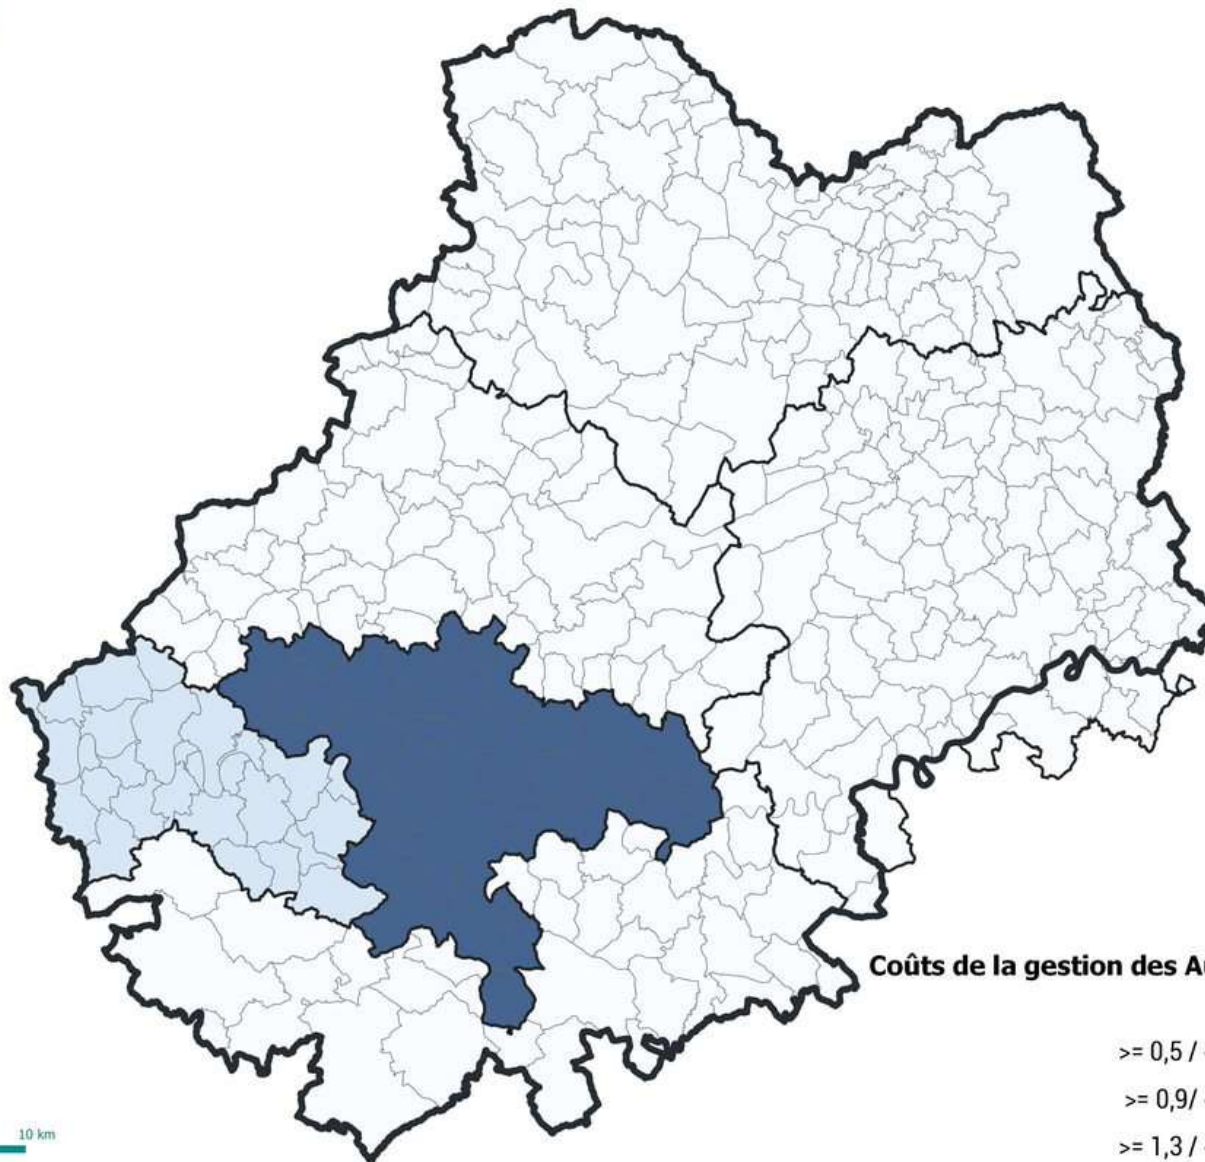 Coûts de la gestion des
>= 0,5 /
>= 0,9/
>= 1,3 /
10 km